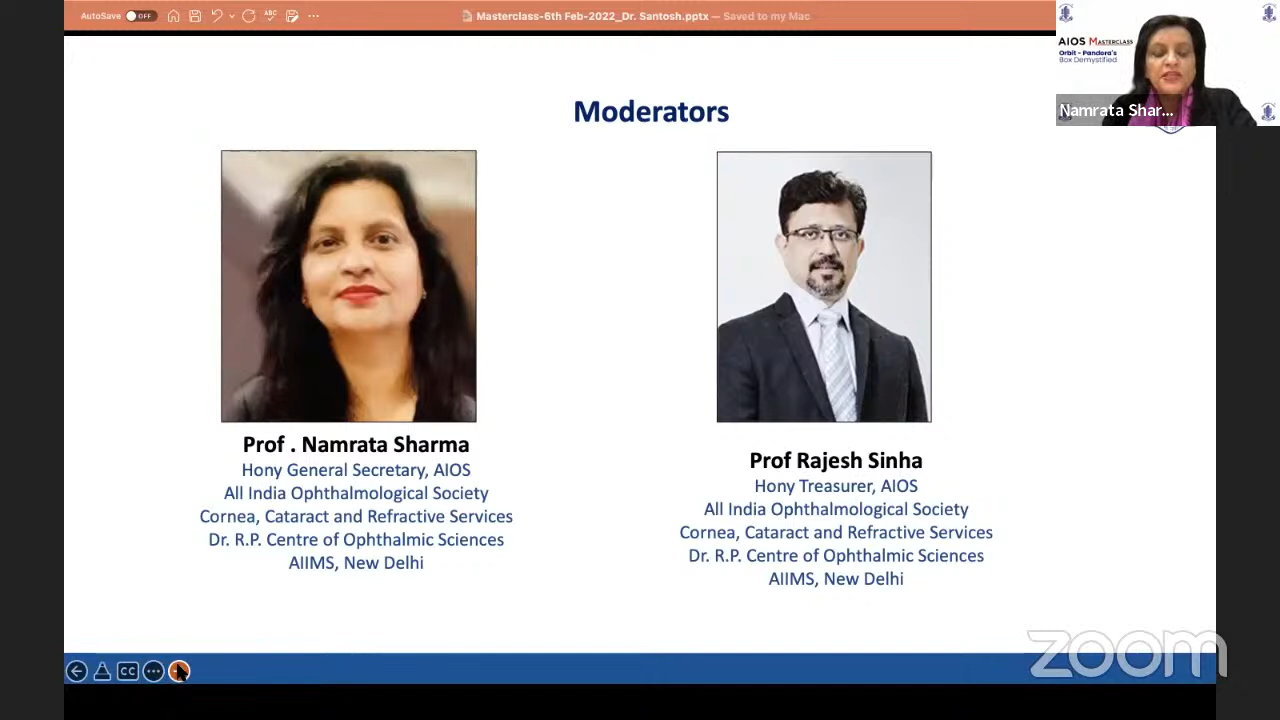 AutoSave OFF
ABC
Masterclass-6th Feb-2022_Dr. Santosh.pptx — Saved to my Mac
AIOS MASTERCLASS
Orbit - Pandora's
Box Demystified
Namrata Shar...
Moderators
Prof . Namrata Sharma
Hony General Secretary, AIOS
All India Ophthalmological Society
Cornea, Cataract and Refractive Services
Dr. R.P. Centre of Ophthalmic Sciences
AIIMS, New Delhi
Prof Rajesh Sinha
Hony Treasurer, AIOS
All India Ophthalmological Society
Cornea, Cataract and Refractive Services
Dr. R.P. Centre of Ophthalmic Sciences
AIIMS, New Delhi
CC
zoom